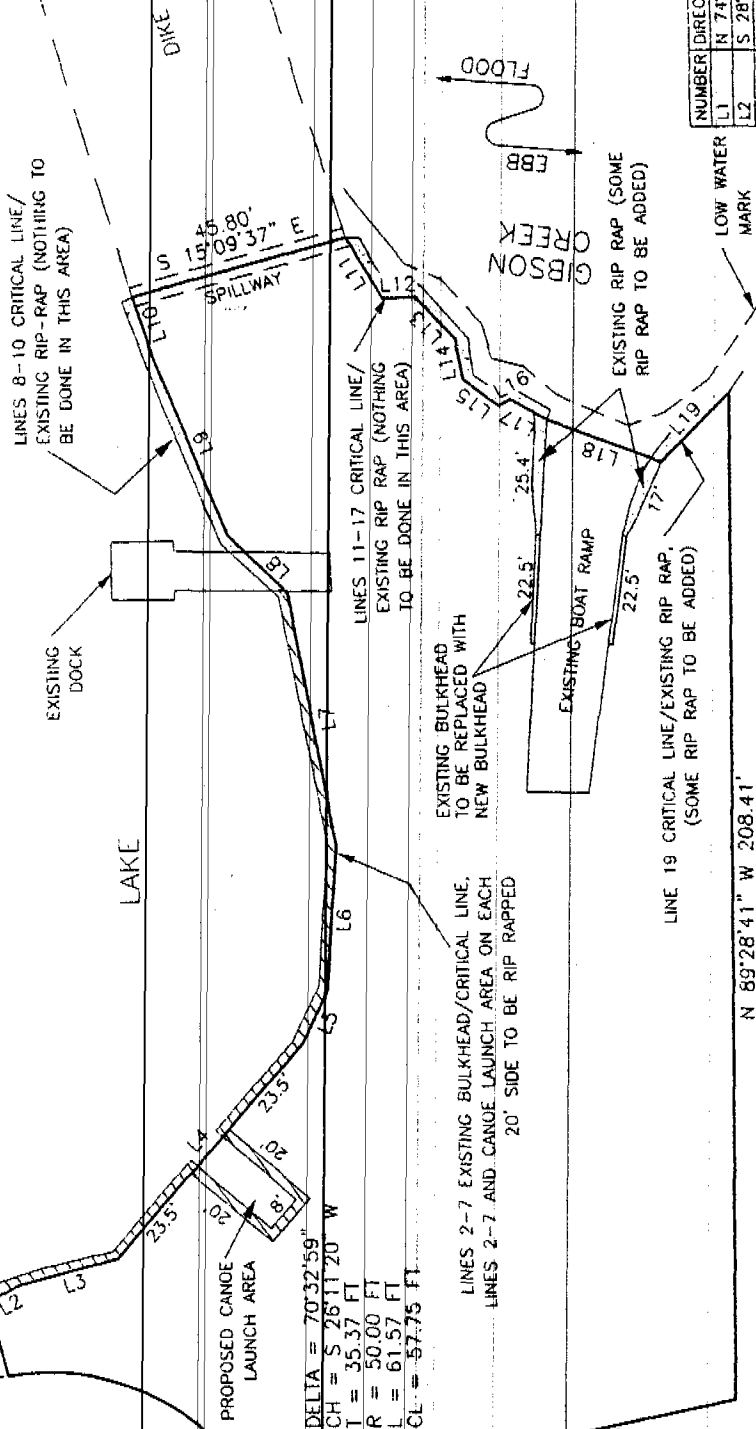 LINES 8-10 CRITICAL LINE/
EXISTING RIP-RAP (NOTHING TO
BE DONE IN THIS AREA)
DIKE
EXISTING
DOCK
LAKE
S 15°09'37" E
45.80'
SPILLWAY
FLOOD
EBB
GIBSON
CREEK
L2
L3
23.5'
L4
23.5'
L5
L6
L7
L8
L9
L10
L11
L12
L13
L14
L15
L16
L17
L18
L19
PROPOSED CANOE
LAUNCH AREA
20'
8'
20'
LINES 11-17 CRITICAL LINE/
EXISTING RIP RAP (NOTHING
TO BE DONE IN THIS AREA)
EXISTING RIP RAP (SOME
RIP RAP TO BE ADDED)
EXISTING BULKHEAD
TO BE REPLACED WITH
NEW BULKHEAD
22.5'
25.4'
22.5'
17'
EXISTING BOAT RAMP
LINES 2-7 EXISTING BULKHEAD/CRITICAL LINE,
LINES 2-7 AND CANOE LAUNCH AREA ON EACH
20' SIDE TO BE RIP RAPPED
LINE 19 CRITICAL LINE/EXISTING RIP RAP,
(SOME RIP RAP TO BE ADDED)
LOW WATER
MARK
DELTA = 70°32'59"
CH = S 26°11'20" W
T = 35.37 FT
R = 50.00 FT
L = 61.57 FT
CL = 57.75 FT
N 89°28'41" W 208.41'
NUMBER DIREC
L1 N 74°
L2 S 28°